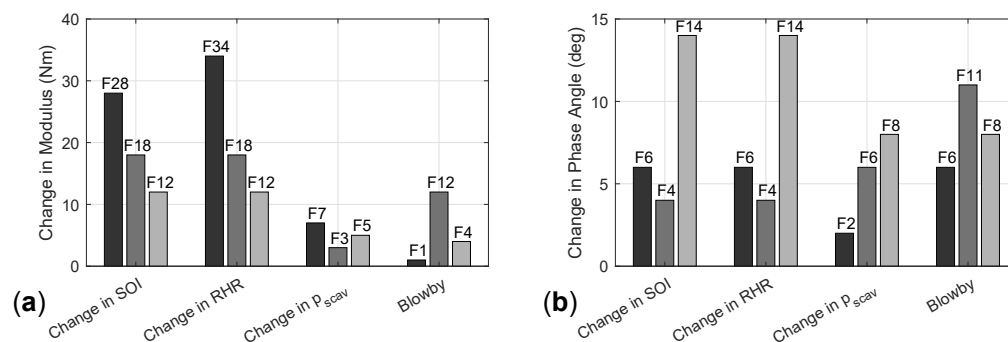 Change in Modulus (Nm)
40
30
20
10
0
F28
F18
F12
F34
F18
F12
F7
F3
F5
F1
F12
F4
Change in SOI
Change in RHR
Change in p_scav
Blowby
(a)
Change in Phase Angle (deg)
15
10
5
0
F6
F4
F14
F6
F4
F14
F2
F6
F8
F6
F11
F8
Change in SOI
Change in RHR
Change in p_scav
Blowby
(b)